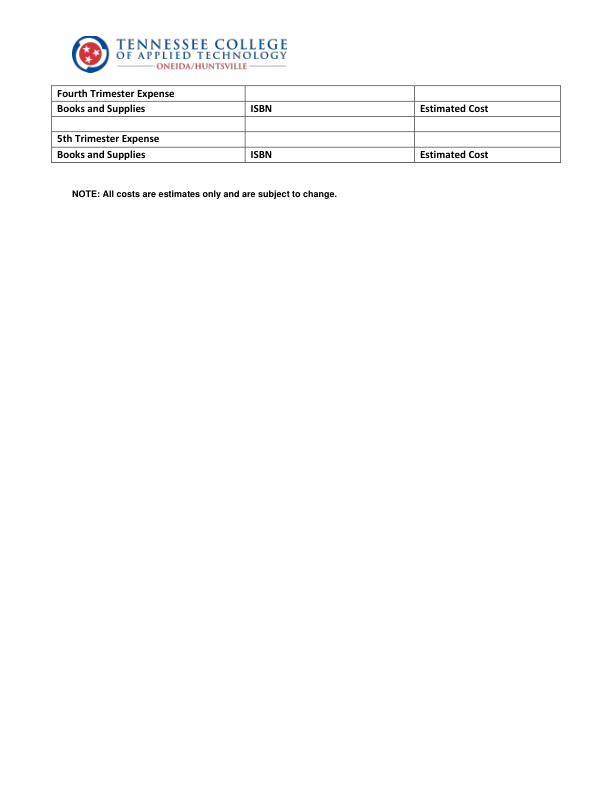 TENNESSEE COLLEGE
OF APPLIED TECHNOLOGY
ONEIDA/HUNTSVILLE
Fourth Trimester Expense
Books and Supplies ISBN Estimated Cost
5th Trimester Expense
Books and Supplies ISBN Estimated Cost
NOTE: All costs are estimates only and are subject to change.